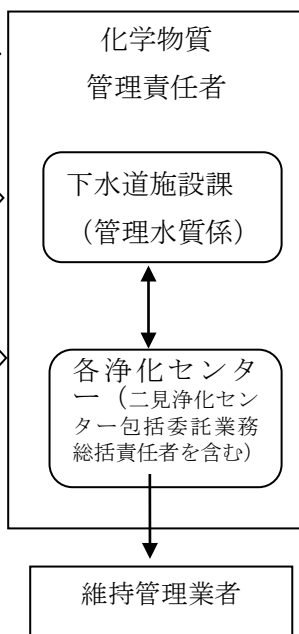 化学物質
管理責任者
下水道施設課
（管理水質係）
各浄化センタ
ー（二見浄化セン
ター包括委託業務
総括責任者を含む）
維持管理業者